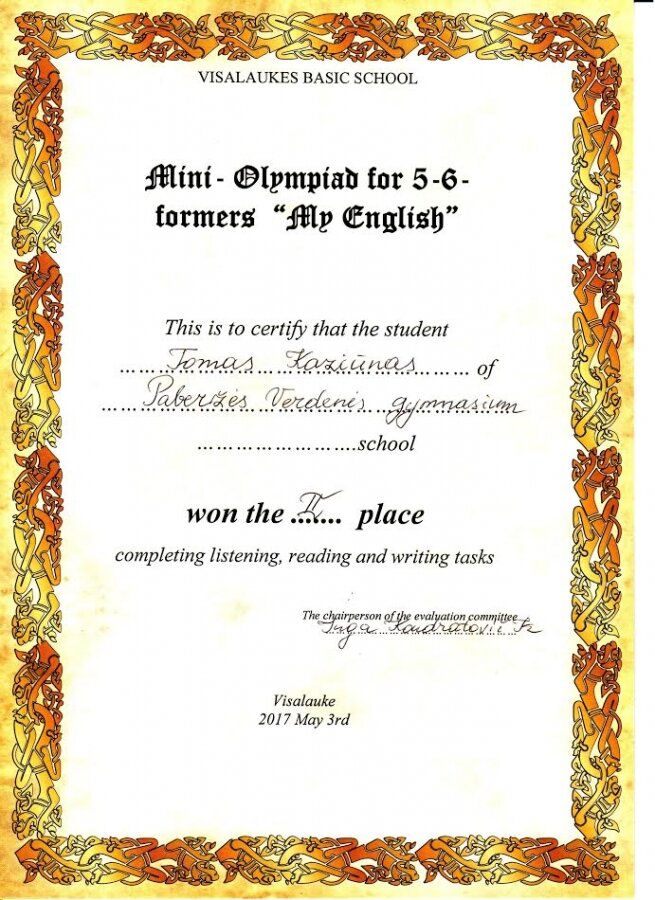 VISALAUKES BASIC SCHOOL
Mini - Olympiad for 5-6-
formers "My English"
This is to certify that the student
.......Tomas Kaziūnas....... of
.......Paberžės Verdenės gymnasium
.......................school
won the ..II.. place
completing listening, reading and writing tasks
The chairperson of the evaluation committee
Inga
Visalauke
2017 May 3rd